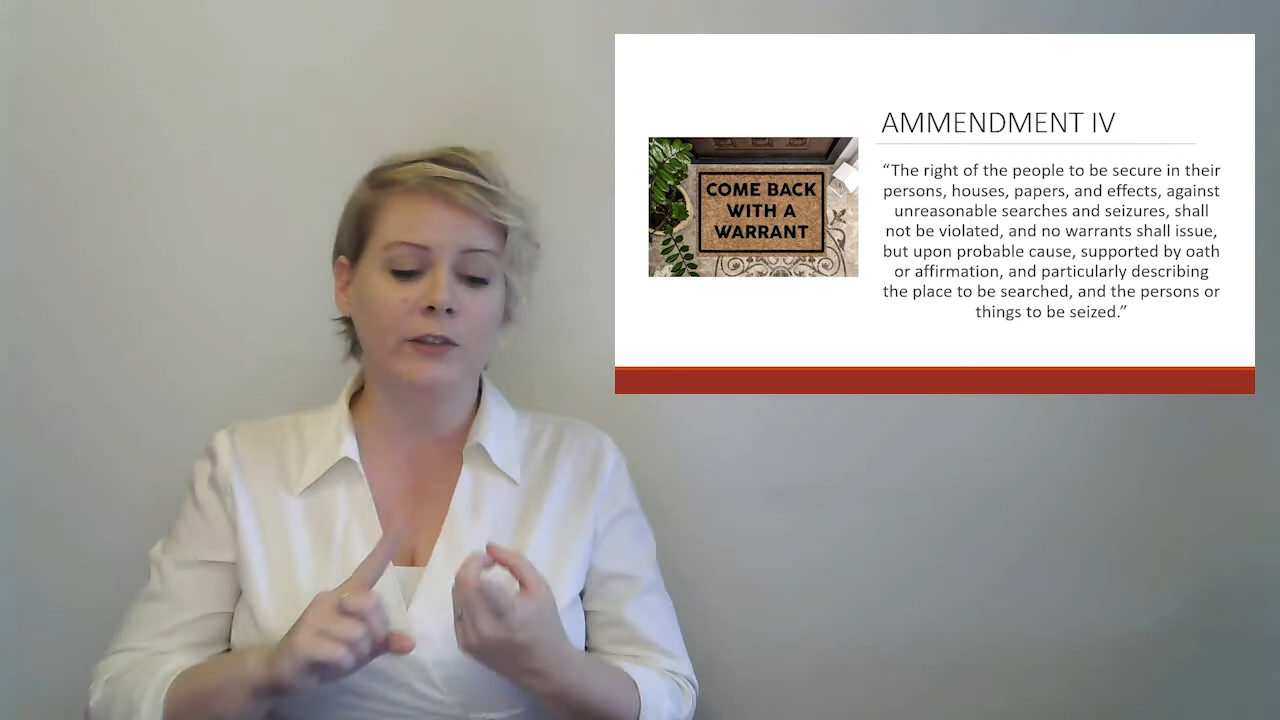 AMMENDMENT IV
COME BACK
WITH A
WARRANT
“The right of the people to be secure in their
persons, houses, papers, and effects, against
unreasonable searches and seizures, shall
not be violated, and no warrants shall issue,
but upon probable cause, supported by oath
or affirmation, and particularly describing
the place to be searched, and the persons or
things to be seized.”